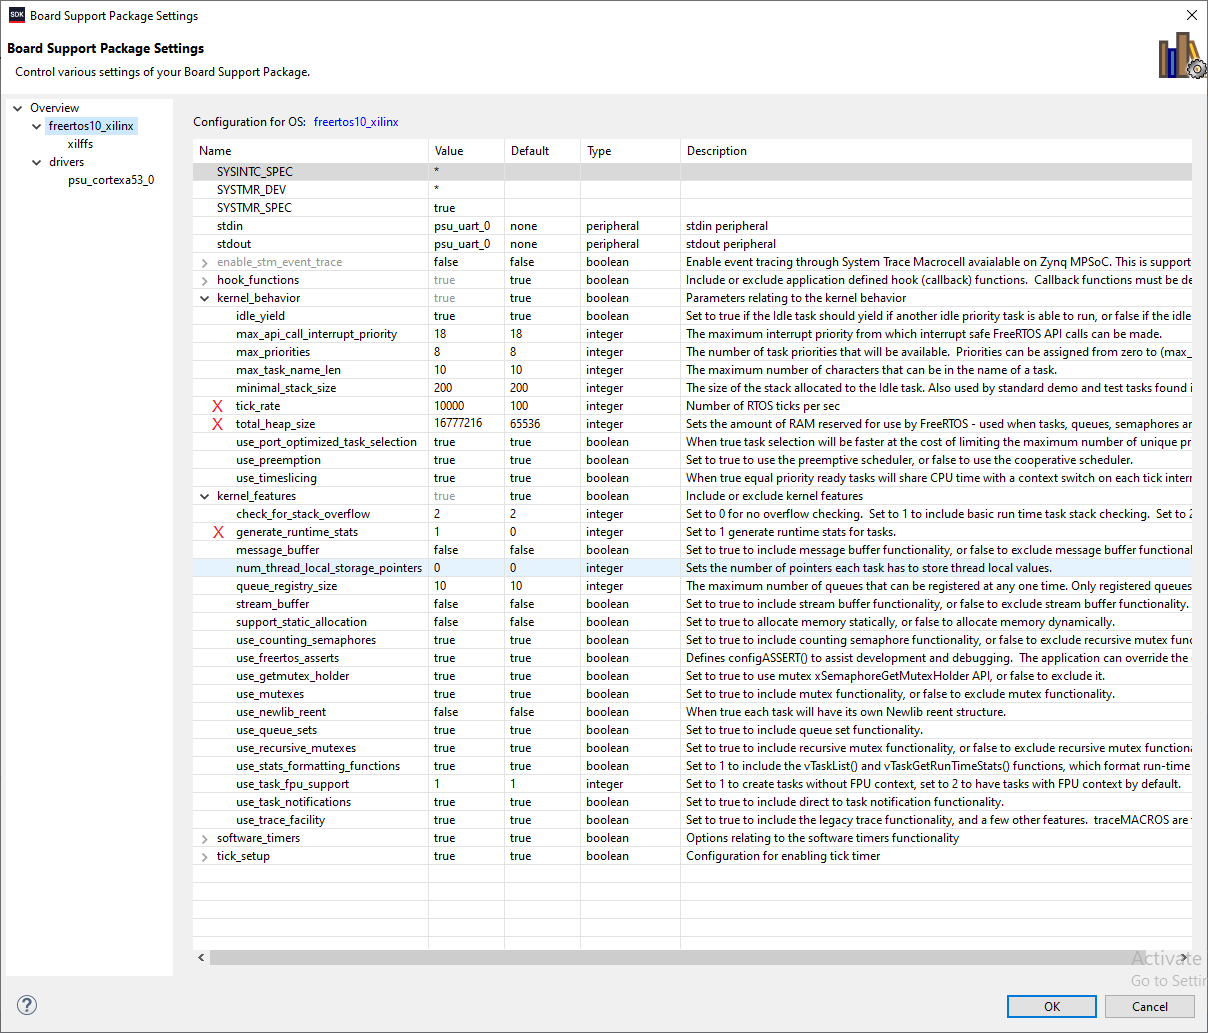 SDK Board Support Package Settings
Board Support Package Settings
Control various settings of your Board Support Package.
Overview
freertos10_xilinx
xilffs
drivers
psu_cortexa53_0
Configuration for OS: freertos10_xilinx
Name Value Default Type Description
SYSINTC_SPEC *
SYSTMR_DEV *
SYSTMR_SPEC true
stdin psu_uart_0 none peripheral stdin peripheral
stdout psu_uart_0 none peripheral stdout peripheral
enable_stm_event_trace false false boolean Enable event tracing through System Trace Macrocell avaialable on Zynq MPSoC. This is support
hook_functions true true boolean Include or exclude application defined hook (callback) functions. Callback functions must be de
kernel_behavior true true boolean Parameters relating to the kernel behavior
idle_yield true true boolean Set to true if the Idle task should yield if another idle priority task is able to run, or false if the idle
max_api_call_interrupt_priority 18 18 integer The maximum interrupt priority from which interrupt safe FreeRTOS API calls can be made.
max_priorities 8 8 integer The number of task priorities that will be available. Priorities can be assigned from zero to (max_
max_task_name_len 10 10 integer The maximum number of characters that can be in the name of a task.
minimal_stack_size 200 200 integer The size of the stack allocated to the Idle task. Also used by standard demo and test tasks found i
X tick_rate 10000 100 integer Number of RTOS ticks per sec
X total_heap_size 16777216 65536 integer Sets the amount of RAM reserved for use by FreeRTOS - used when tasks, queues, semaphores ar
use_port_optimized_task_selection true true boolean When true task selection will be faster at the cost of limiting the maximum number of unique pr
use_preemption true true boolean Set to true to use the preemptive scheduler, or false to use the cooperative scheduler.
use_timeslicing true true boolean When true equal priority ready tasks will share CPU time with a context switch on each tick interr
kernel_features true true boolean Include or exclude kernel features
check_for_stack_overflow 2 2 integer Set to 0 for no overflow checking. Set to 1 to include basic run time task stack checking. Set to 2
X generate_runtime_stats 1 0 integer Set to 1 generate runtime stats for tasks.
message_buffer false false boolean Set to true to include message buffer functionality, or false to exclude message buffer functional
num_thread_local_storage_pointers 0 0 integer Sets the number of pointers each task has to store thread local values.
queue_registry_size 10 10 integer The maximum number of queues that can be registered at any one time. Only registered queues
stream_buffer false false boolean Set to true to include stream buffer functionality, or false to exclude stream buffer functionality.
support_static_allocation false false boolean Set to true to allocate memory statically, or false to allocate memory dynamically.
use_counting_semaphores true true boolean Set to true to include counting semaphore functionality, or false to exclude recursive mutex func
use_freertos_asserts true true boolean Defines configASSERT() to assist development and debugging. The application can override the
use_getmutex_holder true true boolean Set to true to use mutex xSemaphoreGetMutexHolder API, or false to exclude it.
use_mutexes true true boolean Set to true to include mutex functionality, or false to exclude mutex functionality.
use_newlib_reent false false boolean When true each task will have its own Newlib reent structure.
use_queue_sets true true boolean Set to true to include queue set functionality.
use_recursive_mutexes true true boolean Set to true to include recursive mutex functionality, or false to exclude recursive mutex functiona
use_stats_formatting_functions true true boolean Set to 1 to include the vTaskList() and vTaskGetRunTimeStats() functions, which format run-time
use_task_fpu_support 1 1 integer Set to 1 to create tasks without FPU context, set to 2 to have tasks with FPU context by default.
use_task_notifications true true boolean Set to true to include direct to task notification functionality.
use_trace_facility true true boolean Set to true to include the legacy trace functionality, and a few other features. traceMACROS are
software_timers true true boolean Options relating to the software timers functionality
tick_setup true true boolean Configuration for enabling tick timer
Activate
Go to Settin
? OK Cancel